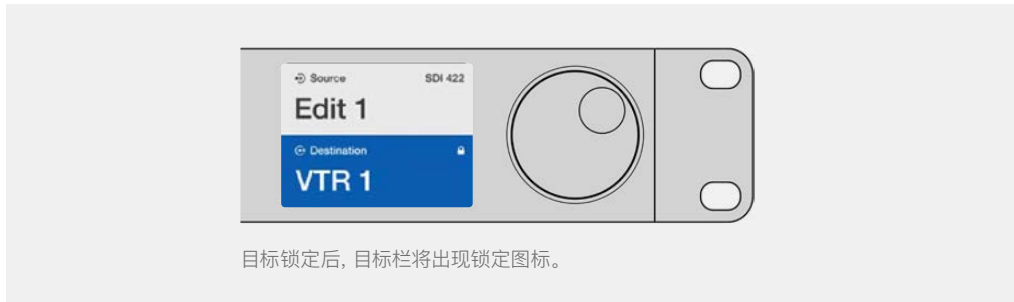 Source SDI 422
Edit 1
Destination
VTR 1
目标锁定后, 目标栏将出现锁定图标。